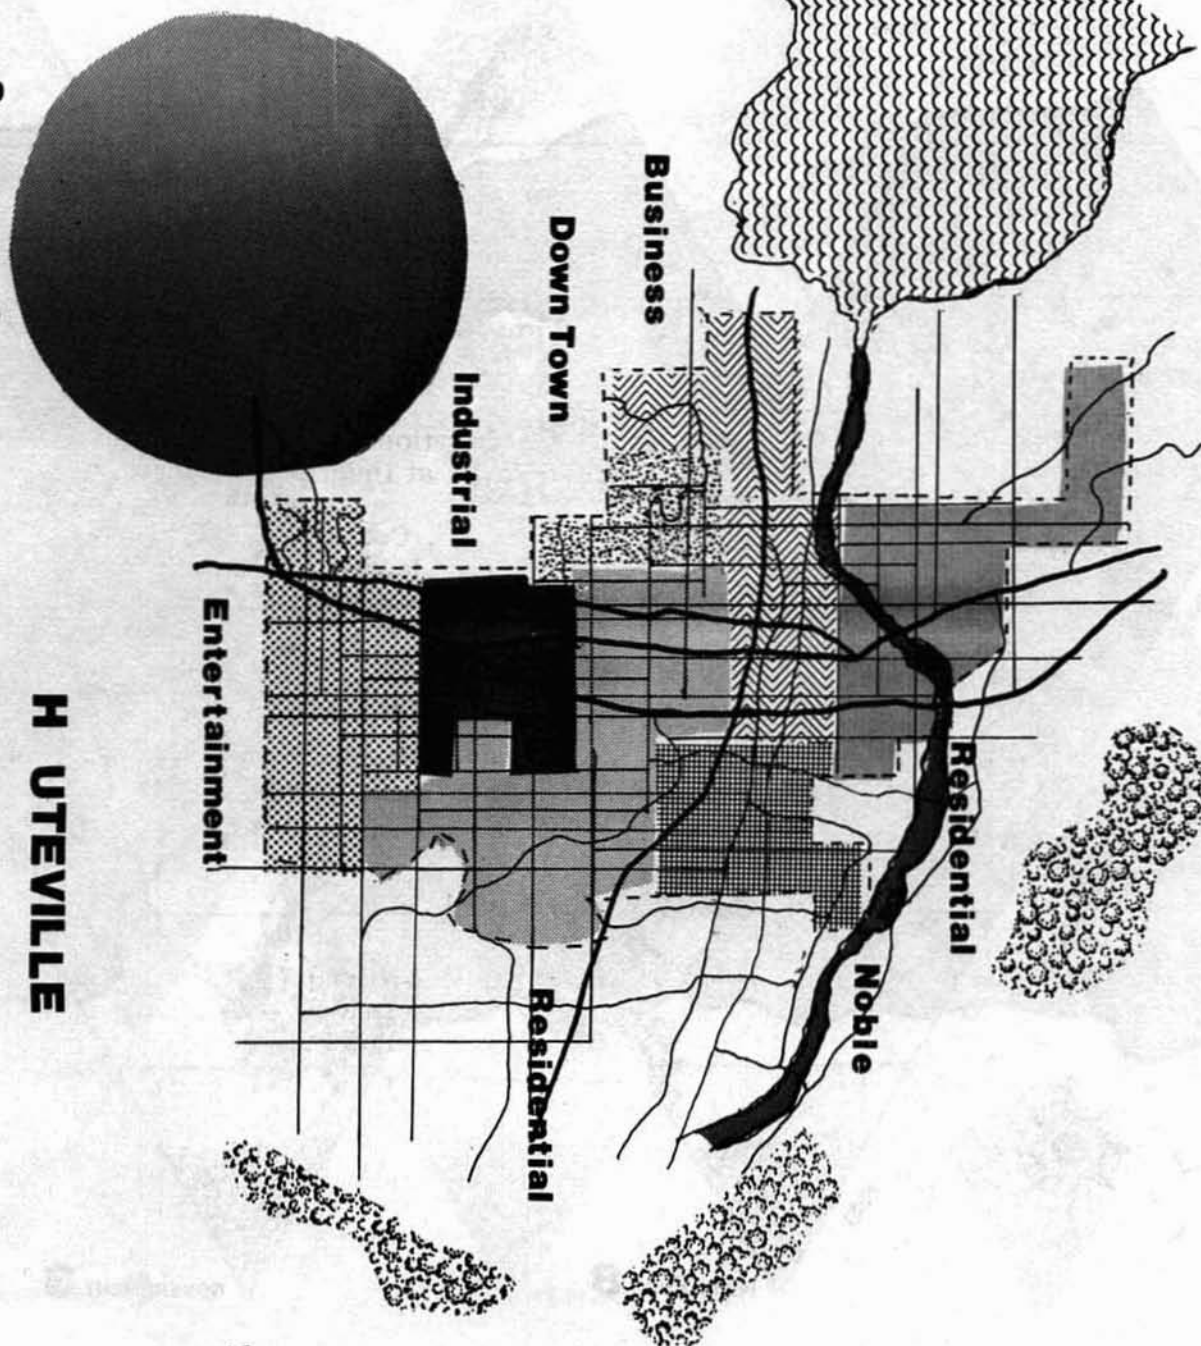 Business
Down Town
Industrial
Entertainment
Residential
Noble
Residential
H UTEVILLE